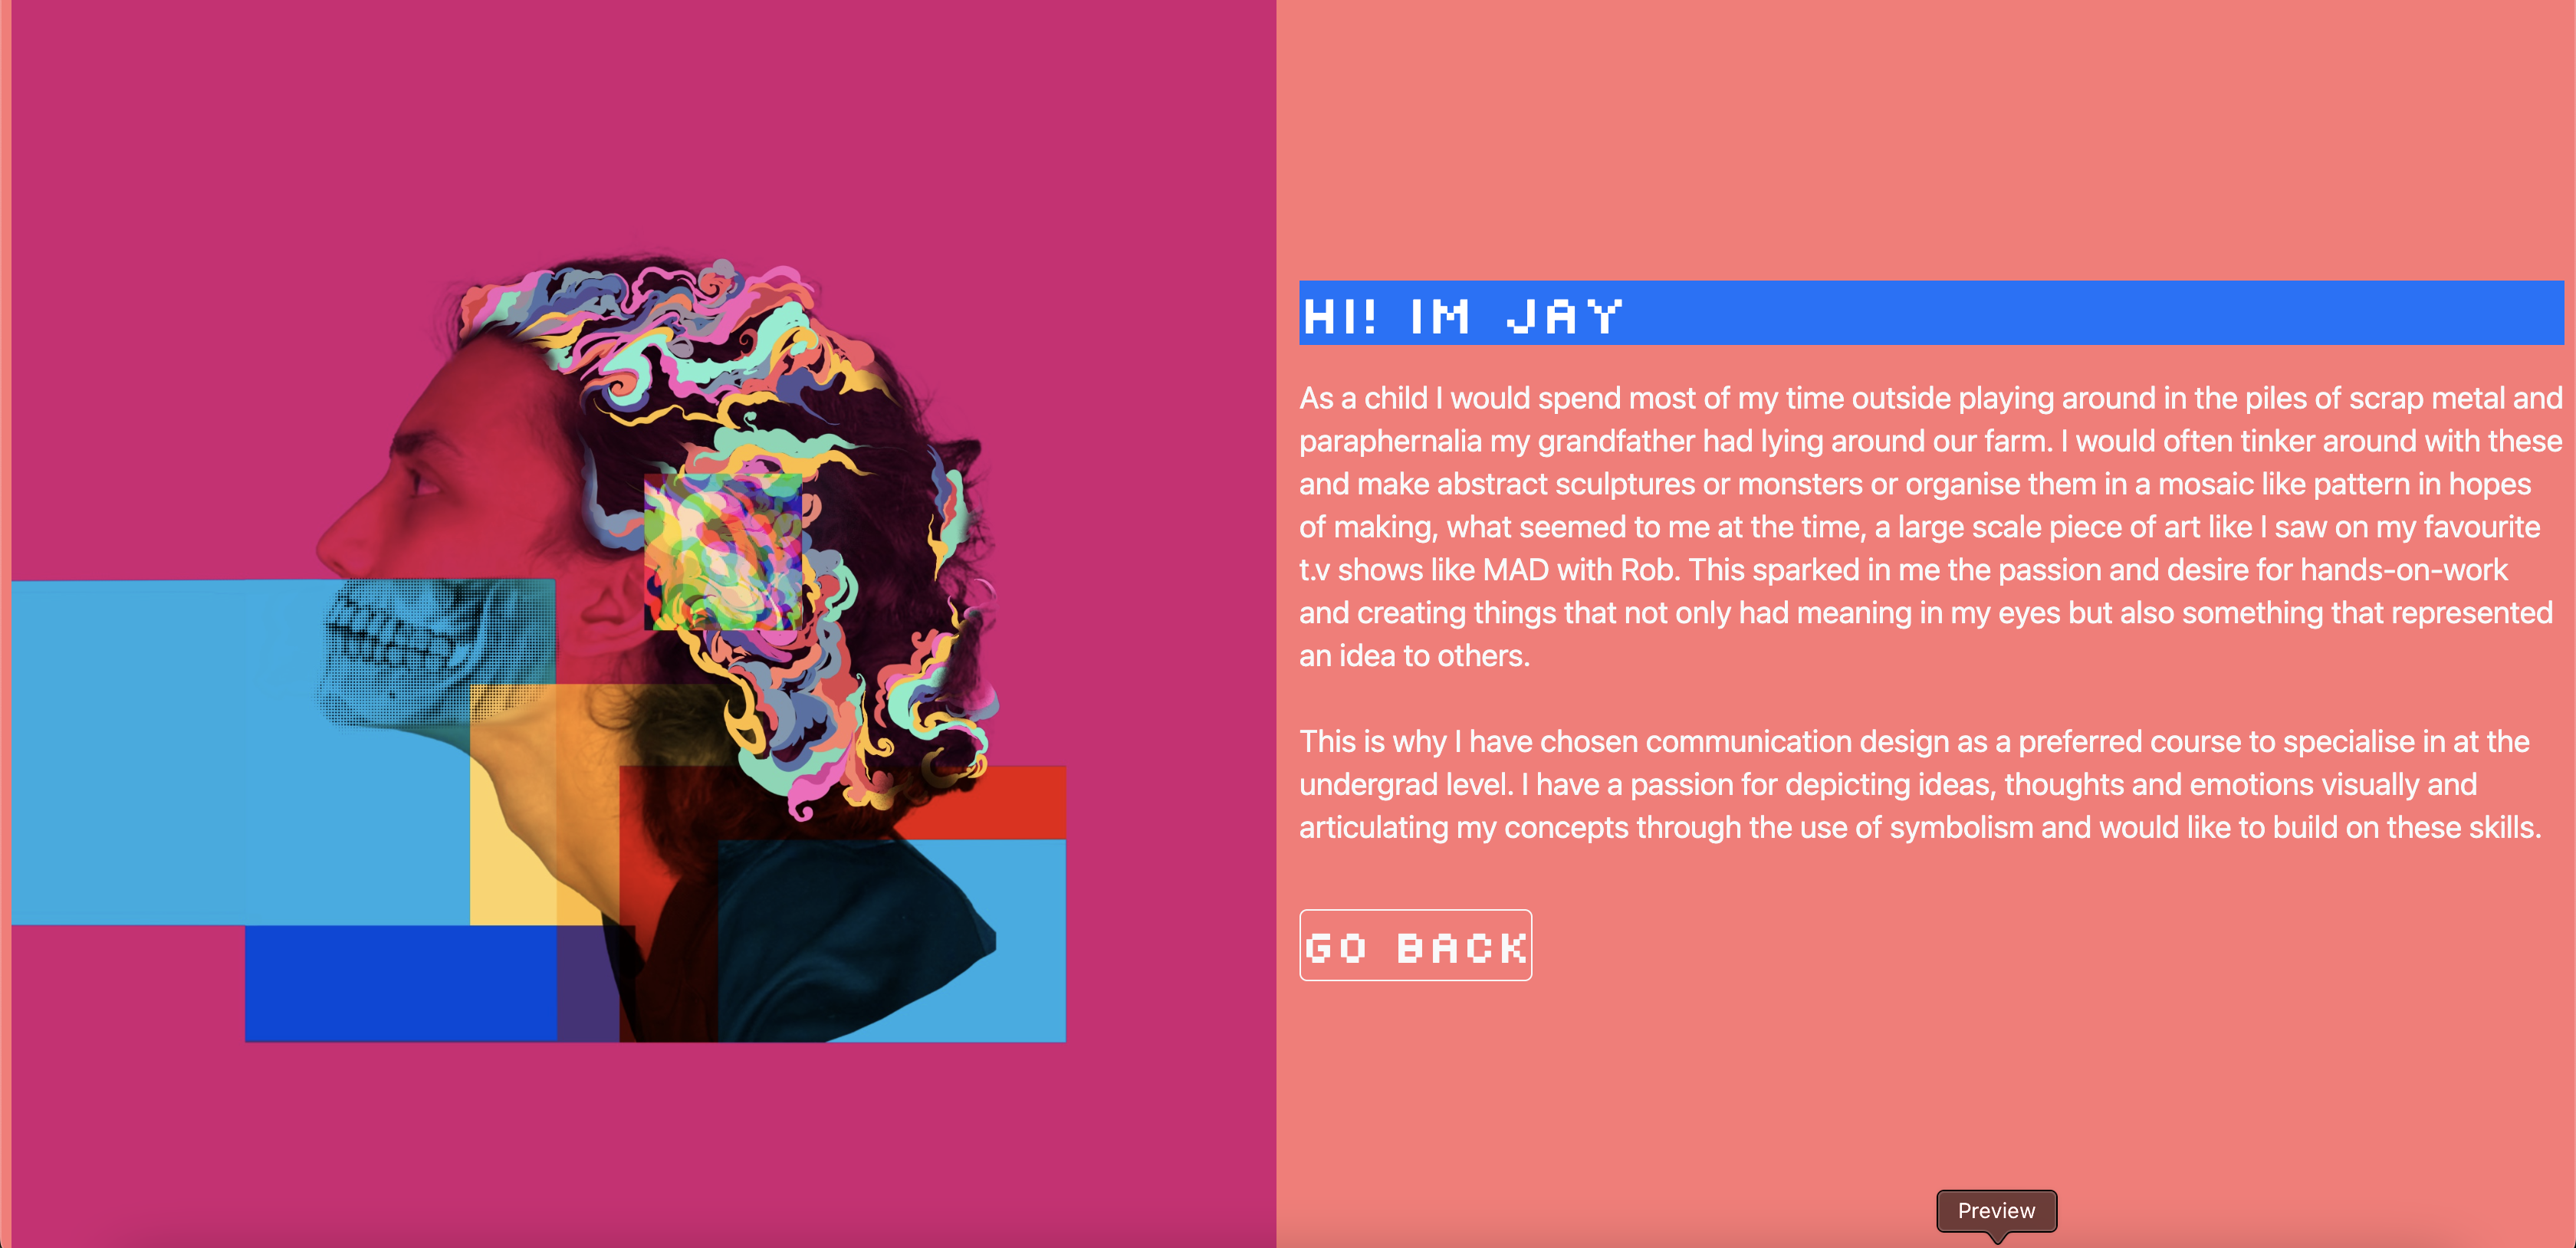 HI! IM JAY
As a child I would spend most of my time outside playing around in the piles of scrap metal and
paraphernalia my grandfather had lying around our farm. I would often tinker around with these
and make abstract sculptures or monsters or organise them in a mosaic like pattern in hopes
of making, what seemed to me at the time, a large scale piece of art like I saw on my favourite
t.v shows like MAD with Rob. This sparked in me the passion and desire for hands-on-work
and creating things that not only had meaning in my eyes but also something that represented
an idea to others.
This is why I have chosen communication design as a preferred course to specialise in at the
undergrad level. I have a passion for depicting ideas, thoughts and emotions visually and
articulating my concepts through the use of symbolism and would like to build on these skills.
GO BACK
Preview